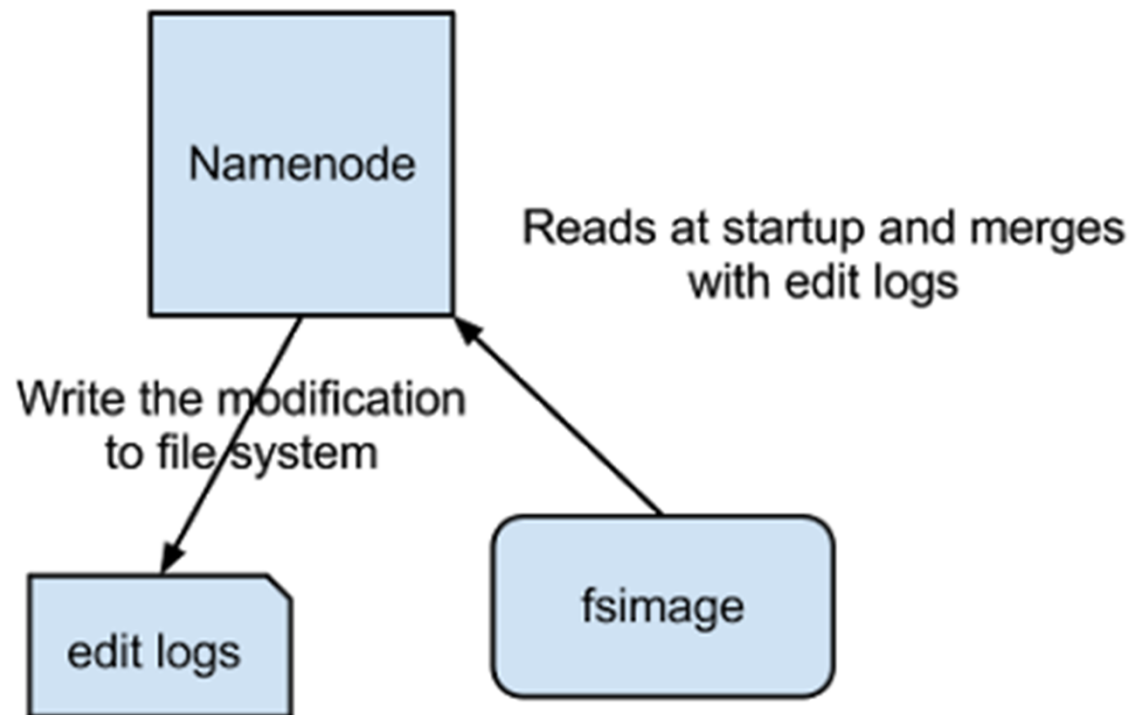 Namenode
Reads at startup and merges
with edit logs
Write the modification
to file system
edit logs
fsimage